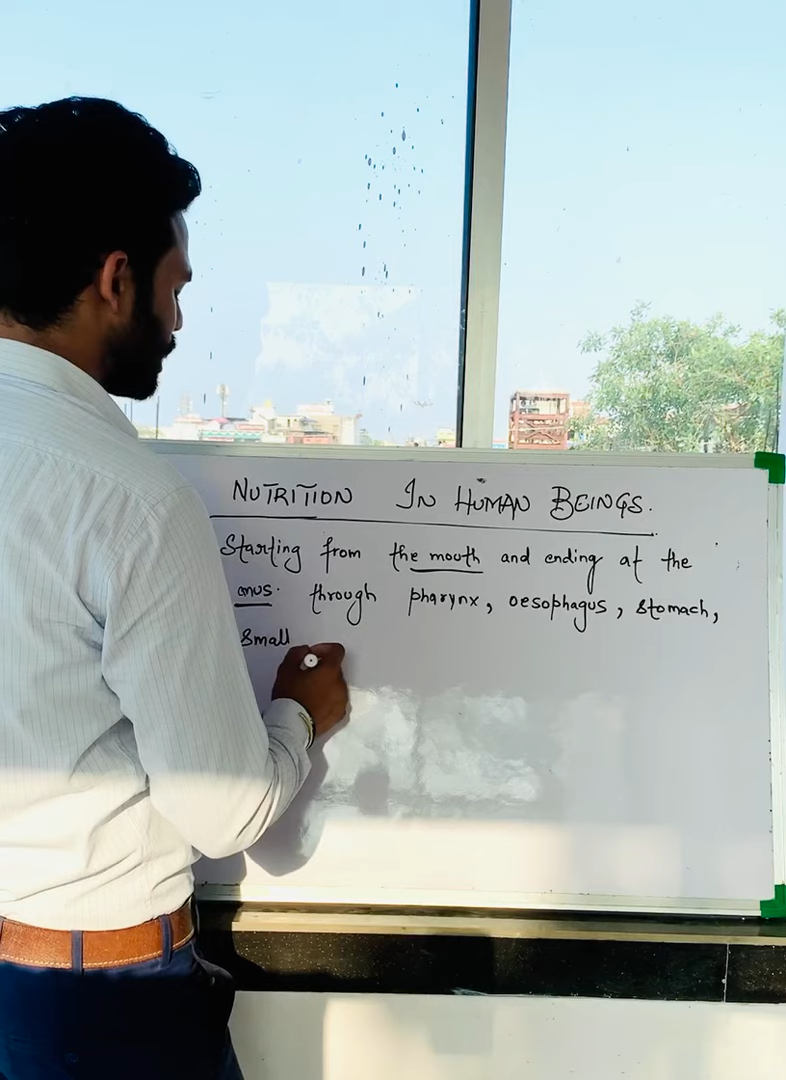 NUTRITION IN HUMAN BEINGS.
Starting from the mouth and ending at the
anus. through pharynx, oesophagus, stomach,
small